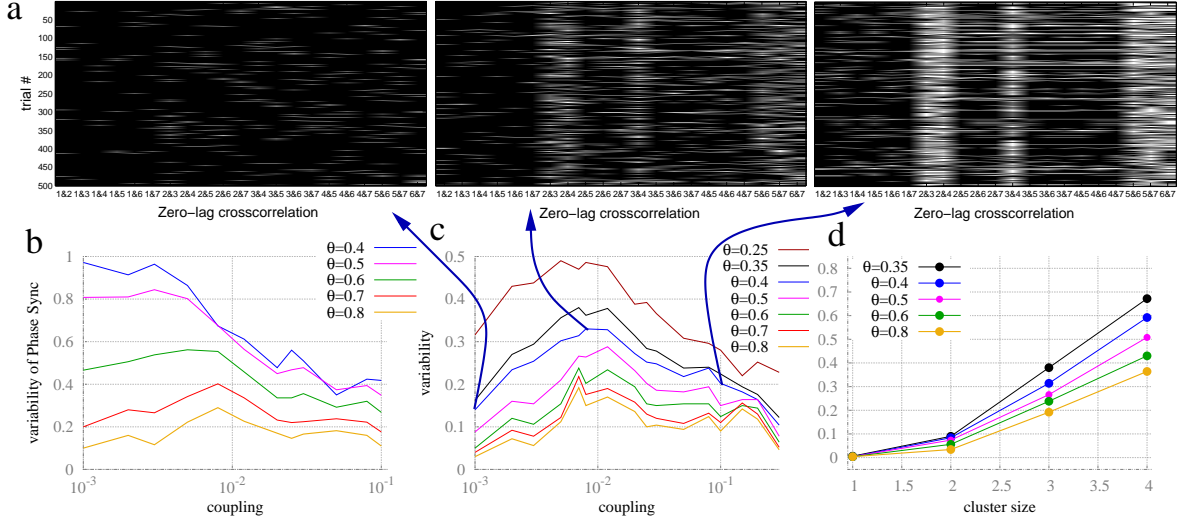 a
50
100
150
200
250
300
350
400
450
500
trial #
1&2 1&3 1&4 1&5 1&6 1&7 2&3 2&4 2&5 2&6 2&7 3&4 3&5 3&6 3&7 4&5 4&6 4&7 5&6 5&7 6&7
1&2 1&3 1&4 1&5 1&6 1&7 2&3 2&4 2&5 2&6 2&7 3&4 3&5 3&6 3&7 4&5 4&6 4&7 5&6 5&7 6&7
1&2 1&3 1&4 1&5 1&6 1&7 2&3 2&4 2&5 2&6 2&7 3&4 3&5 3&6 3&7 4&5 4&6 4&7 5&6 5&7 6&7
Zero-lag crosscorrelation
Zero-lag crosscorrelation
Zero-lag crosscorrelation
b
θ=0.4
θ=0.5
θ=0.6
θ=0.7
θ=0.8
1
0.8
0.6
0.4
0.2
0
variability of Phase Sync
10⁻³
10⁻²
10⁻¹
coupling
c
θ=0.25
θ=0.35
θ=0.4
θ=0.5
θ=0.6
θ=0.7
θ=0.8
0.5
0.4
0.3
0.2
0.1
0
variability
10⁻³
10⁻²
10⁻¹
coupling
d
θ=0.35
θ=0.4
θ=0.5
θ=0.6
θ=0.8
0.8
0.7
0.6
0.5
0.4
0.3
0.2
0.1
0
1
1.5
2
2.5
3
3.5
4
cluster size